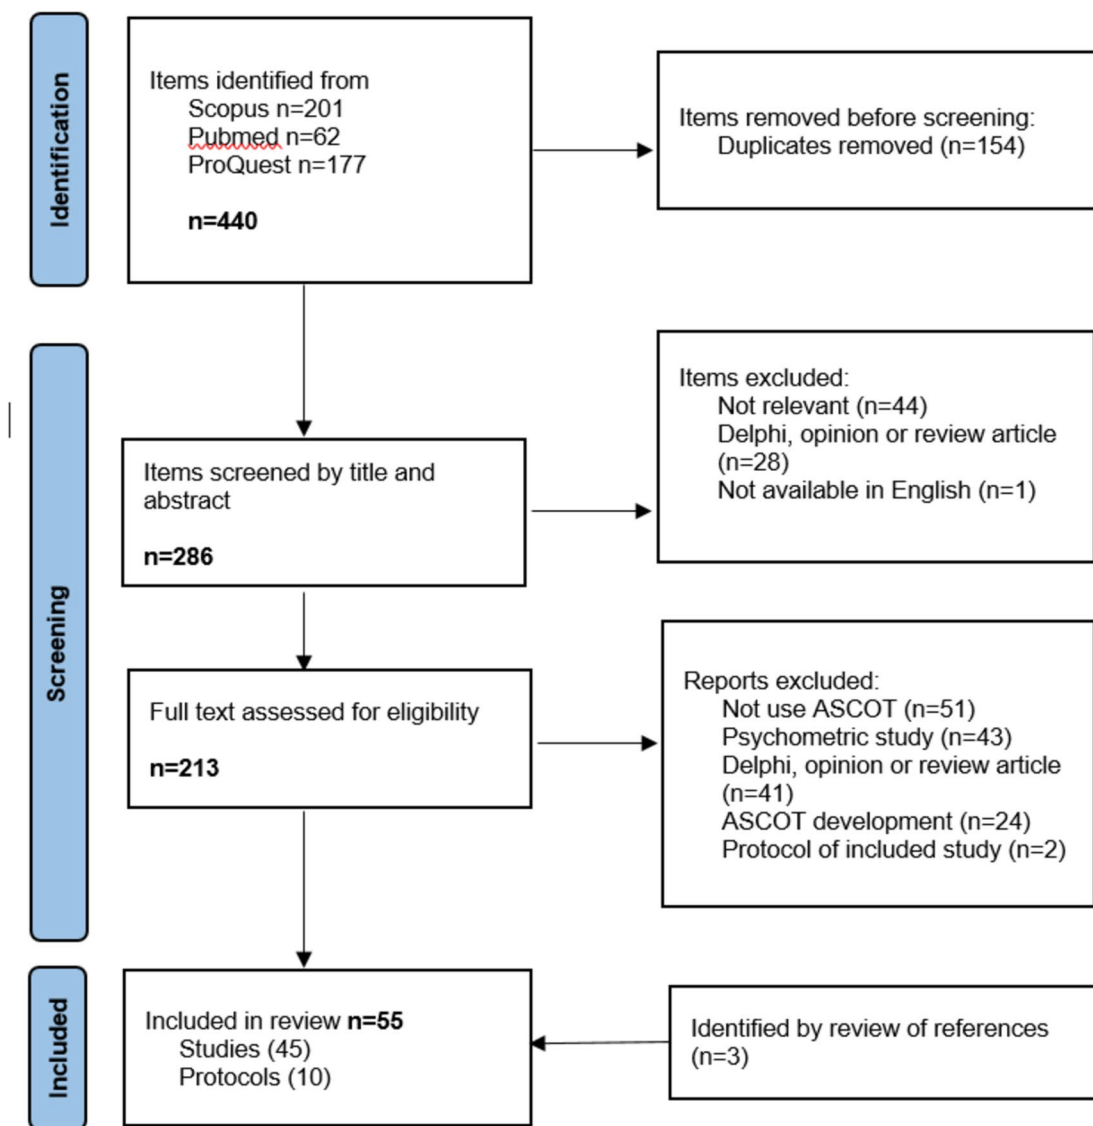 Identification
Items identified from
Scopus n=201
Pubmed n=62
ProQuest n=177
n=440
Items removed before screening:
Duplicates removed (n=154)
Screening
Items screened by title and
abstract
n=286
Items excluded:
Not relevant (n=44)
Delphi, opinion or review article
(n=28)
Not available in English (n=1)
Full text assessed for eligibility
n=213
Reports excluded:
Not use ASCOT (n=51)
Psychometric study (n=43)
Delphi, opinion or review article
(n=41)
ASCOT development (n=24)
Protocol of included study (n=2)
Included
Included in review n=55
Studies (45)
Protocols (10)
Identified by review of references
(n=3)